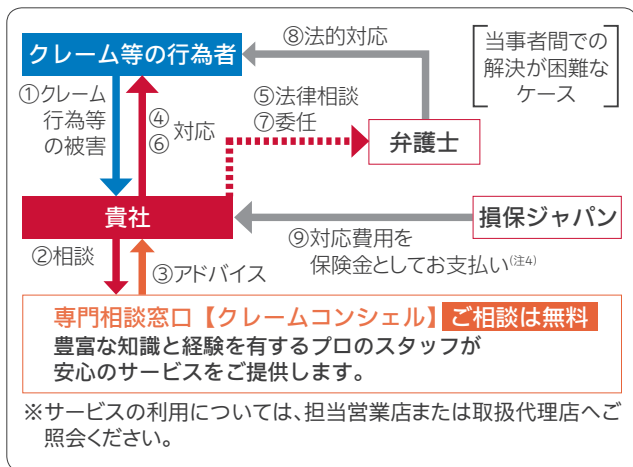 ⑧法的対応
クレーム等の行為者
当事者間での
解決が困難な
ケース
①クレーム
行為等
の被害
④
⑥
対応
⑤法律相談
⑦委任
弁護士
貴社
損保ジャパン
⑨対応費用を
保険金としてお支払い(注4)
②相談
③アドバイス
専門相談窓口【クレームコンシェル】 ご相談は無料
豊富な知識と経験を有するプロのスタッフが
安心のサービスをご提供します。
※サービスの利用については、担当営業店または取扱代理店へご
照会ください。